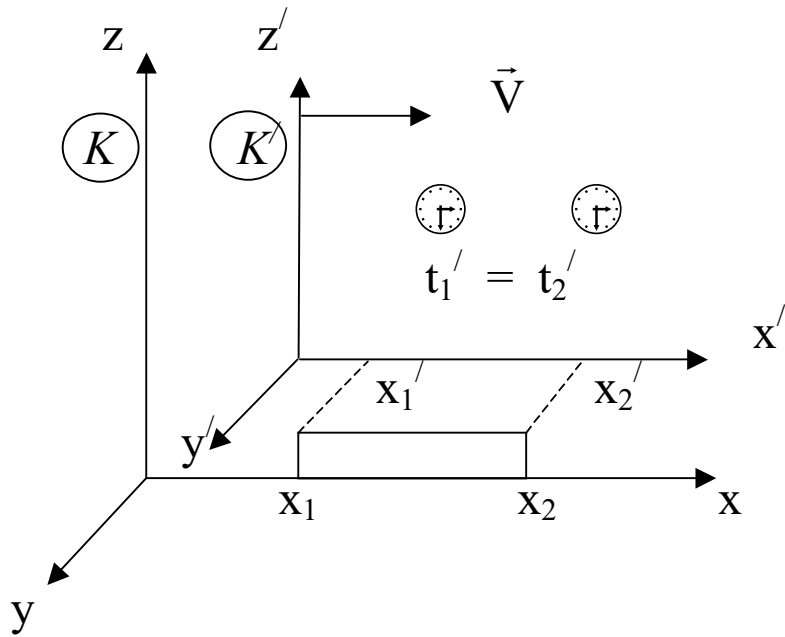 z z′
V⃗
K K′
t₁′ = t₂′
x′
x₁′ x₂′
y′
x₁ x₂ x
y